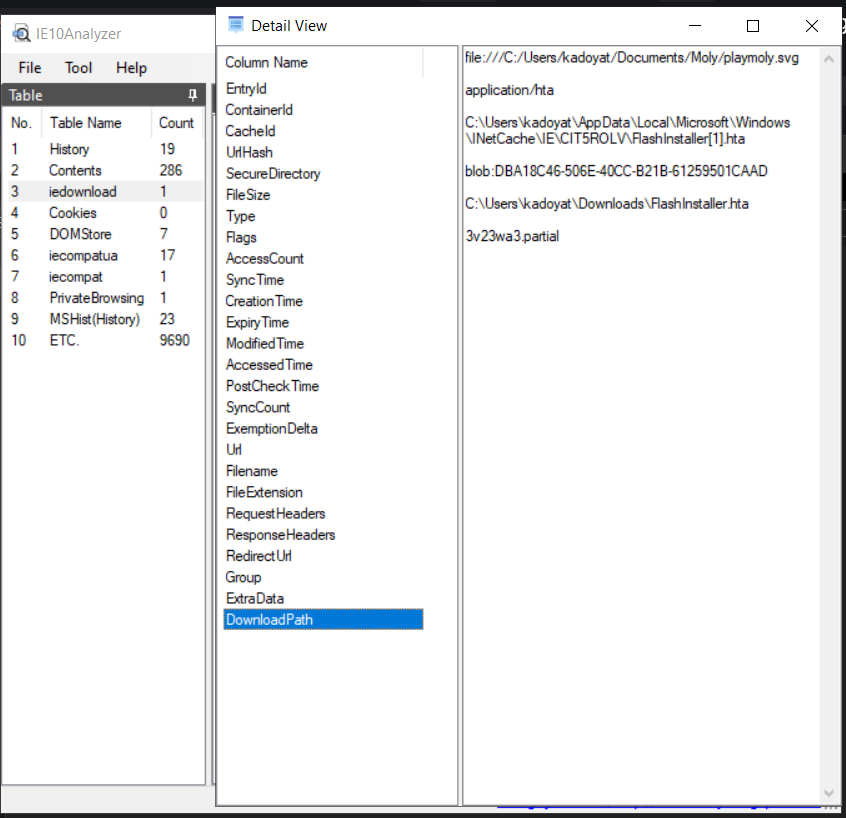 IE10Analyzer
File Tool Help
Table
No. Table Name Count
1 History 19
2 Contents 286
3 iedownload 1
4 Cookies 0
5 DOMStore 7
6 iecompatua 17
7 iecompat 1
8 PrivateBrowsing 1
9 MSHist(History) 23
10 ETC. 9690
Detail View
Column Name
EntryId
ContainerId
CacheId
UrlHash
SecureDirectory
FileSize
Type
Flags
AccessCount
SyncTime
CreationTime
ExpiryTime
ModifiedTime
AccessedTime
PostCheckTime
SyncCount
ExemptionDelta
Url
Filename
FileExtension
RequestHeaders
ResponseHeaders
RedirectUrl
Group
ExtraData
DownloadPath
file:///C:/Users/kadoyat/Documents/Moly/playmoly.svg
application/hta
C:\Users\kadoyat\AppData\Local\Microsoft\Windows
\INetCache\IE\CIT5ROLV\FlashInstaller[1].hta
blob:DBA18C46-506E-40CC-B21B-61259501CAAD
C:\Users\kadoyat\Downloads\FlashInstaller.hta
3v23wa3.partial